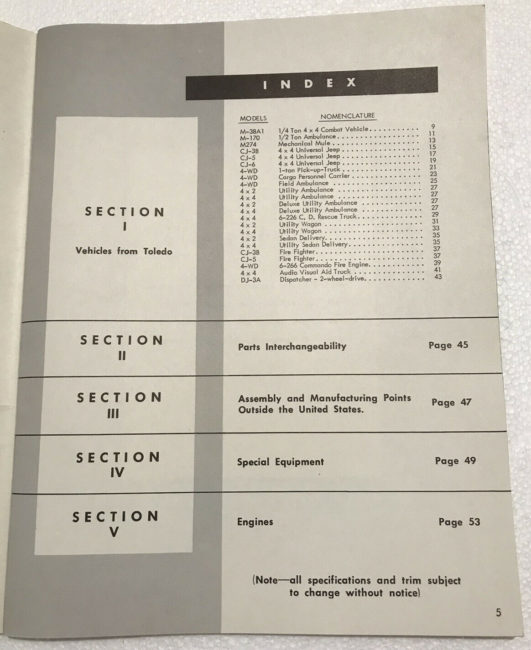 INDEX
MODELS NOMENCLATURE
M-38A1 1/4 Ton 4 x 4 Combat Vehicle 9
M-170 1/2 Ton Ambulance 11
M274 Mechanical Mule 13
CJ-3B 4 x 4 Universal Jeep 15
CJ-5 4 x 4 Universal Jeep 17
CJ-6 4 x 4 Universal Jeep 19
4-WD 1-ton Pick-up-Truck 21
4-WD Cargo Personnel Carrier 23
4-WD Field Ambulance 25
4 x 2 Utility Ambulance 27
4 x 4 Utility Ambulance 27
4 x 2 Deluxe Utility Ambulance 27
4 x 4 Deluxe Utility Ambulance 27
4 x 4 6-226 C, D, Rescue Truck 29
4 x 2 Utility Wagon 31
4 x 4 Utility Wagon 33
4 x 2 Sedan Delivery 35
4 x 4 Utility Sedan Delivery 35
CJ-3B Fire Fighter 37
CJ-5 Fire Fighter 37
4-WD 6-266 Commando Fire Engine 39
4 x 4 Audio Visual Aid Truck 41
DJ-3A Dispatcher - 2-wheel-drive 43
SECTION
I
Vehicles from Toledo
SECTION
II
Parts Interchangeability Page 45
SECTION
III
Assembly and Manufacturing Points
Outside the United States. Page 47
SECTION
IV
Special Equipment Page 49
SECTION
V
Engines Page 53
(Note—all specifications and trim subject
to change without notice)
5